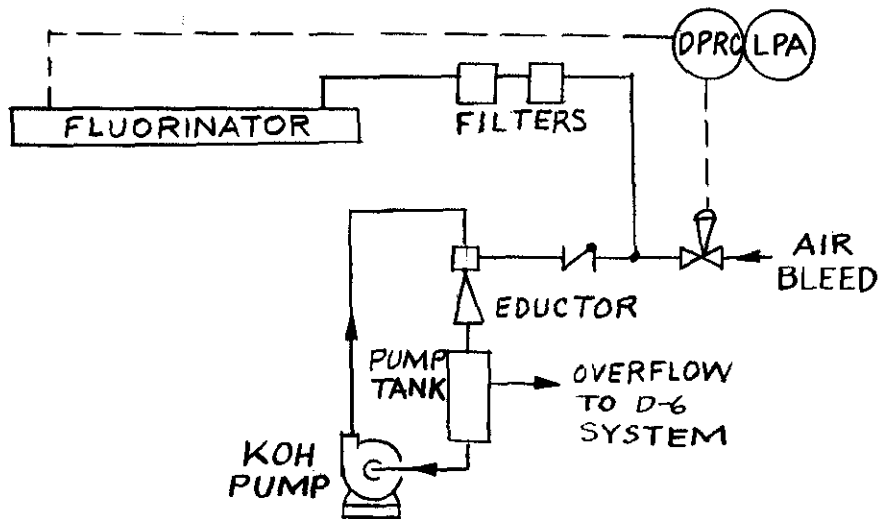 DPRC LPA
FLUORINATOR
FILTERS
AIR
BLEED
EDUCTOR
PUMP
TANK
OVERFLOW
TO D-6
SYSTEM
KOH
PUMP